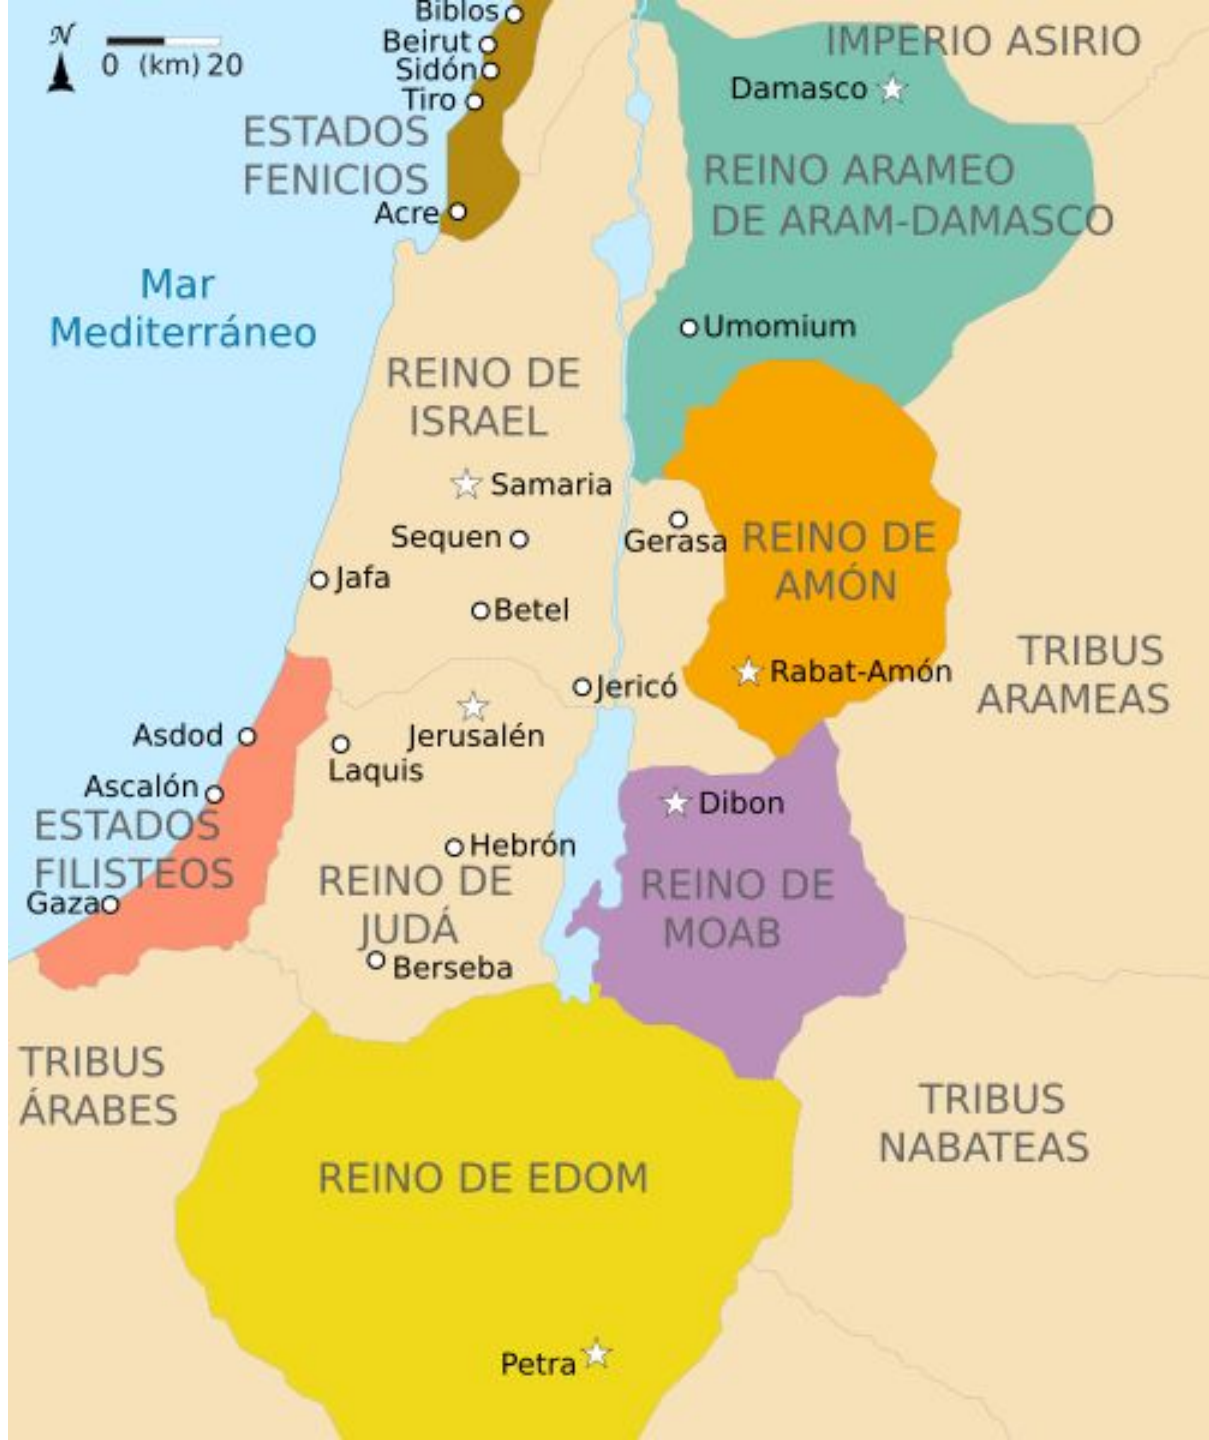 N
0 (km) 20
Biblos
Beirut
Sidón
Tiro
ESTADOS
FENICIOS
Acre
IMPERIO ASIRIO
Damasco
REINO ARAMEO
DE ARAM-DAMASCO
Mar
Mediterráneo
Umomium
REINO DE
ISRAEL
Samaria
Sequen
Gerasa
REINO DE
AMÓN
Jafa
Betel
TRIBUS
ARAMEAS
Rabat-Amón
Jericó
Jerusalén
Asdod
Laquis
Ascalón
ESTADOS
FILISTEOS
Gaza
Dibon
Hebrón
REINO DE
JUDÁ
REINO DE
MOAB
Berseba
TRIBUS
ÁRABES
TRIBUS
NABATEAS
REINO DE EDOM
Petra